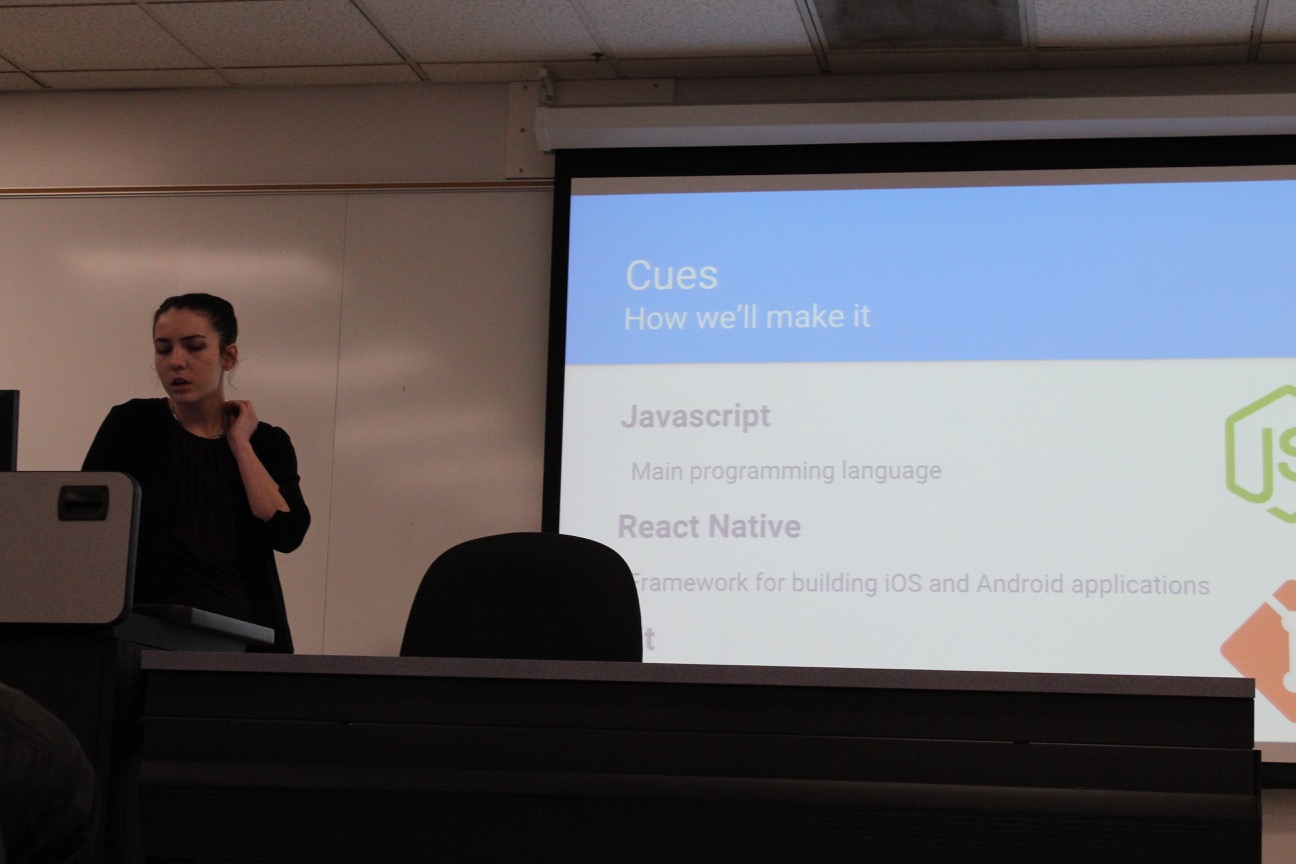 Cues
How we'll make it
Javascript
Main programming language
JS
React Native
Framework for building iOS and Android applications